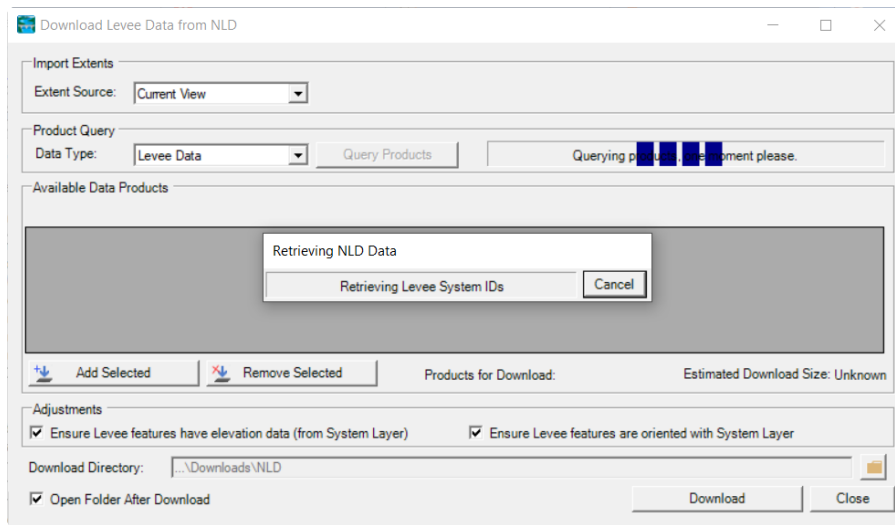 Download Levee Data from NLD
Import Extents
Extent Source: Current View
Product Query
Data Type: Levee Data Query Products Querying products, one moment please.
Available Data Products
Retrieving NLD Data
Retrieving Levee System IDs Cancel
Add Selected Remove Selected Products for Download: Estimated Download Size: Unknown
Adjustments
Ensure Levee features have elevation data (from System Layer) Ensure Levee features are oriented with System Layer
Download Directory: ...\Downloads\NLD
Open Folder After Download Download Close